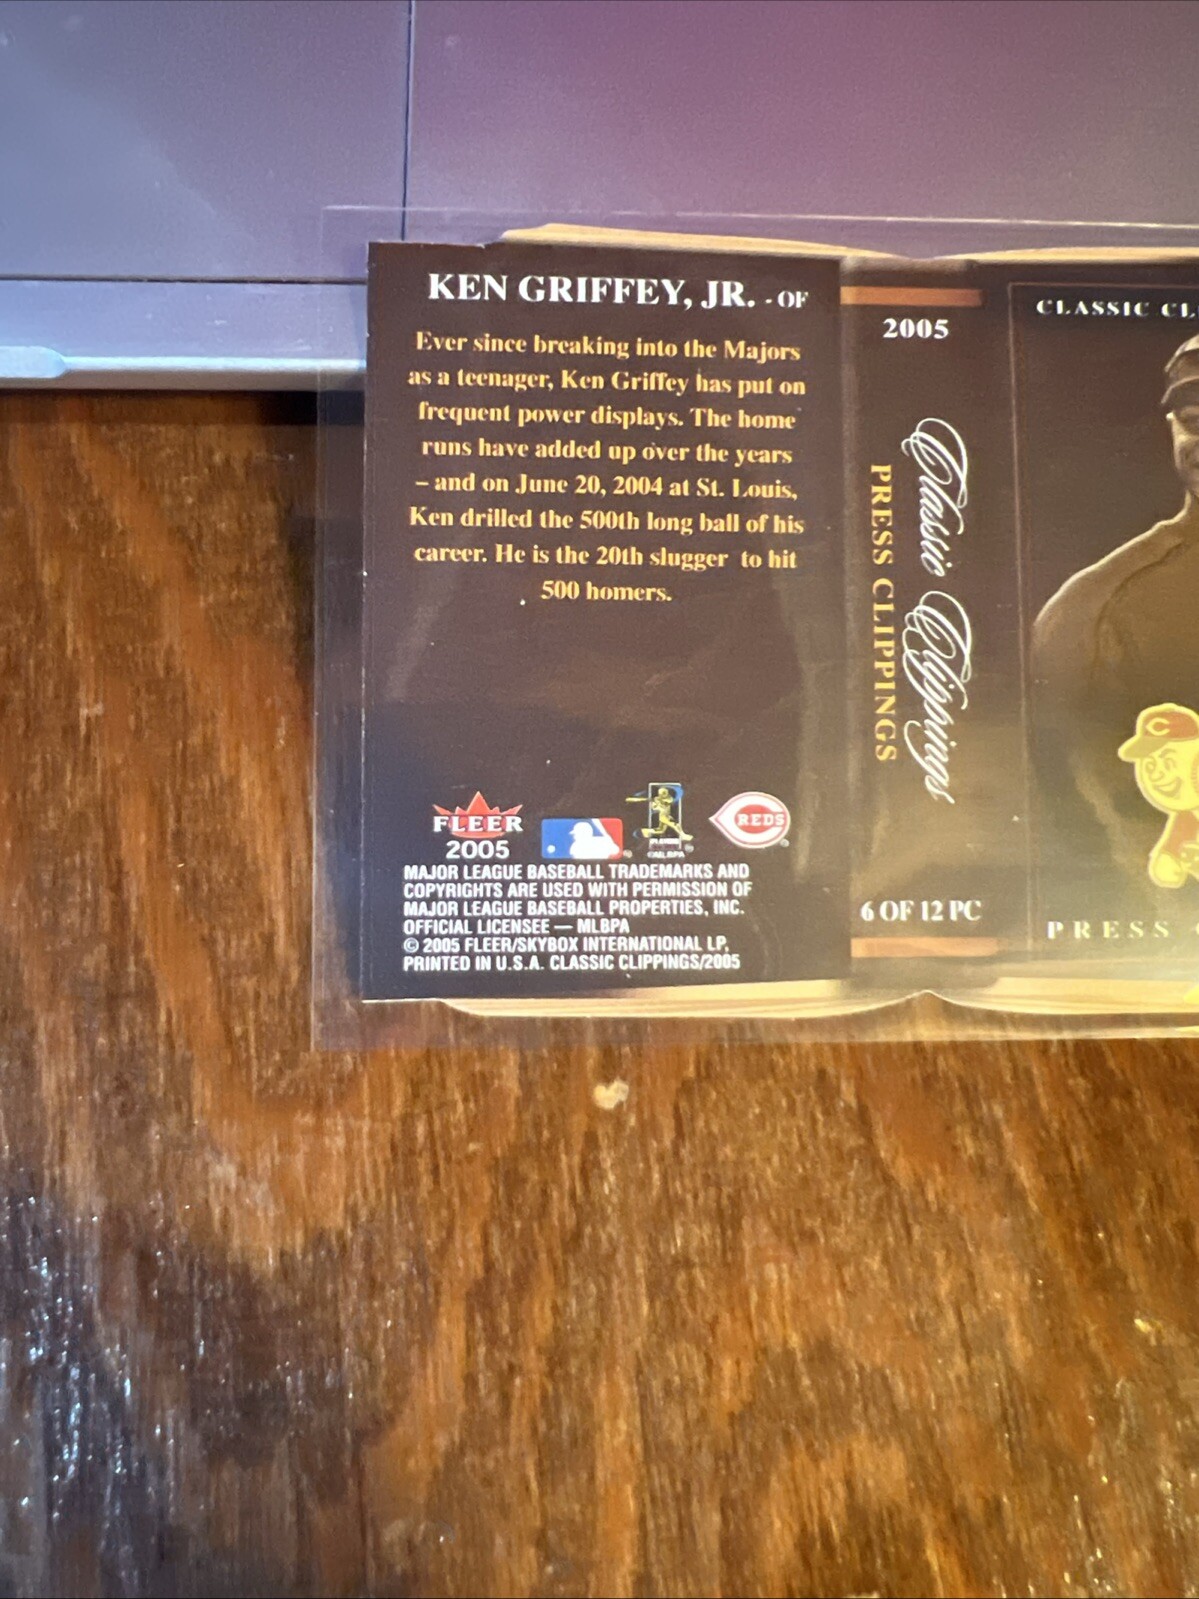 KEN GRIFFEY, JR. - OF
Ever since breaking into the Majors
as a teenager, Ken Griffey has put on
frequent power displays. The home
runs have added up over the years
– and on June 20, 2004 at St. Louis,
Ken drilled the 500th long ball of his
career. He is the 20th slugger to hit
500 homers.
FLEER
2005
REDS
MAJOR LEAGUE BASEBALL TRADEMARKS AND
COPYRIGHTS ARE USED WITH PERMISSION OF
MAJOR LEAGUE BASEBALL PROPERTIES, INC.
OFFICIAL LICENSEE — MLBPA
© 2005 FLEER/SKYBOX INTERNATIONAL LP,
PRINTED IN U.S.A. CLASSIC CLIPPINGS/2005
2005
Classic Clippings
PRESS CLIPPINGS
6 OF 12 PC
CLASSIC CL
C
PRESS